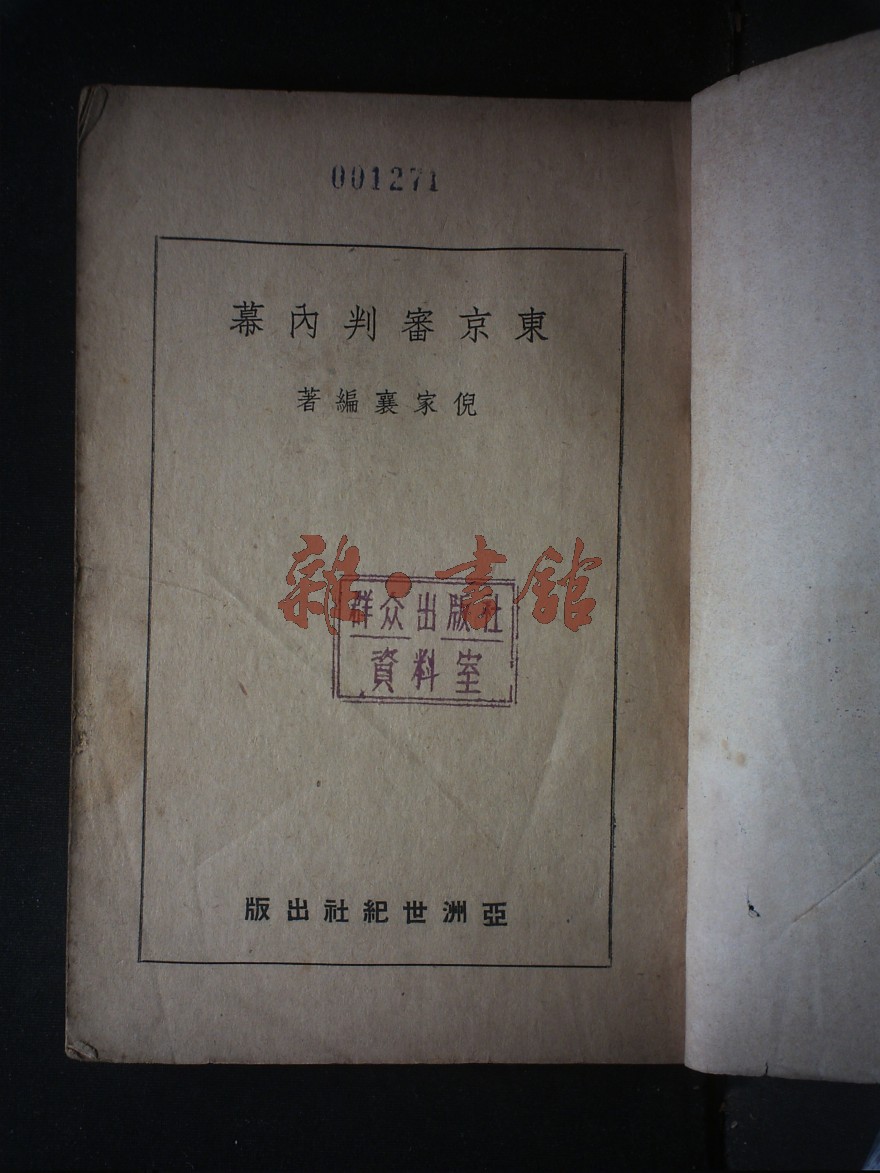 001271
東京審判內幕
倪家襄編著
雜·書館
群众出版社
資料室
亞洲世紀社出版